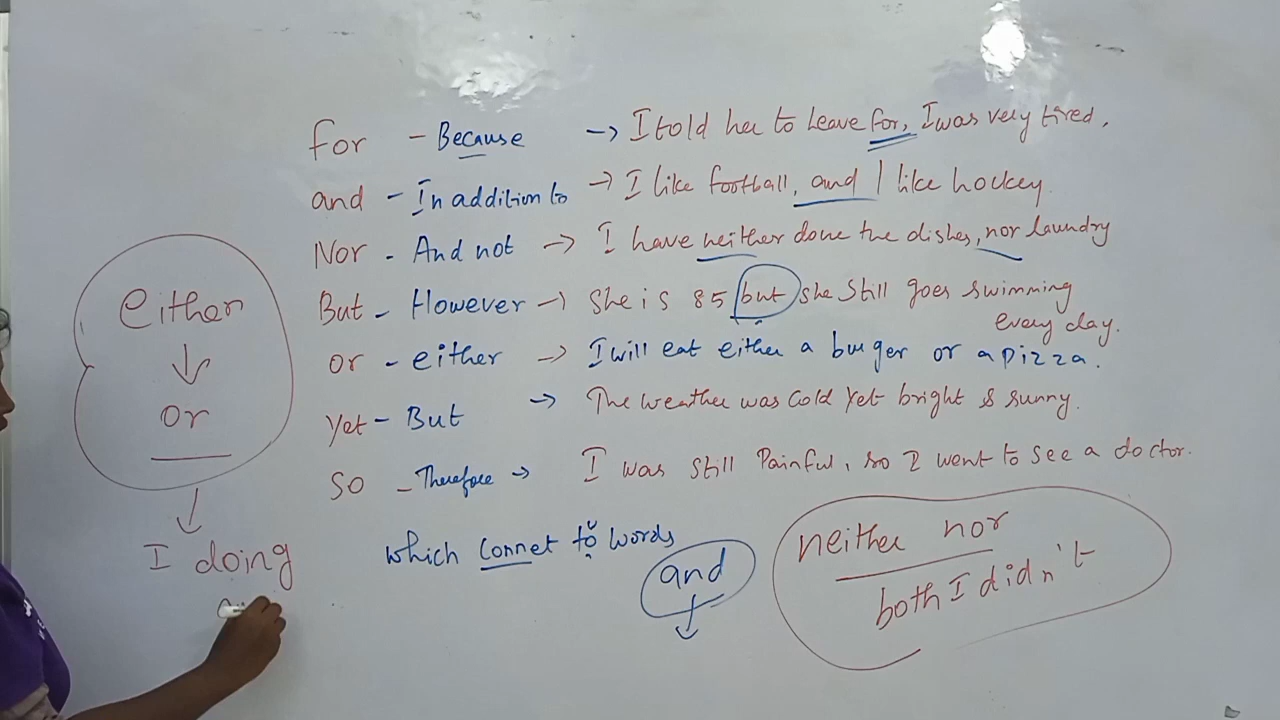 for - Because -> I told her to leave for, I was very tired.
and - In addition to -> I like football, and I like hockey.
Nor - And not -> I have neither done the dishes, nor laundry
But - However -> She is 85 but she still goes swimming
every day.
or - either -> I will eat either a burger or a pizza.
Yet - But -> The weather was cold yet bright & sunny.
So - Therefore -> I was still Painful, so I went to see a doctor.
which connet to words
and
neither nor
both I didn't
either
or
I doing